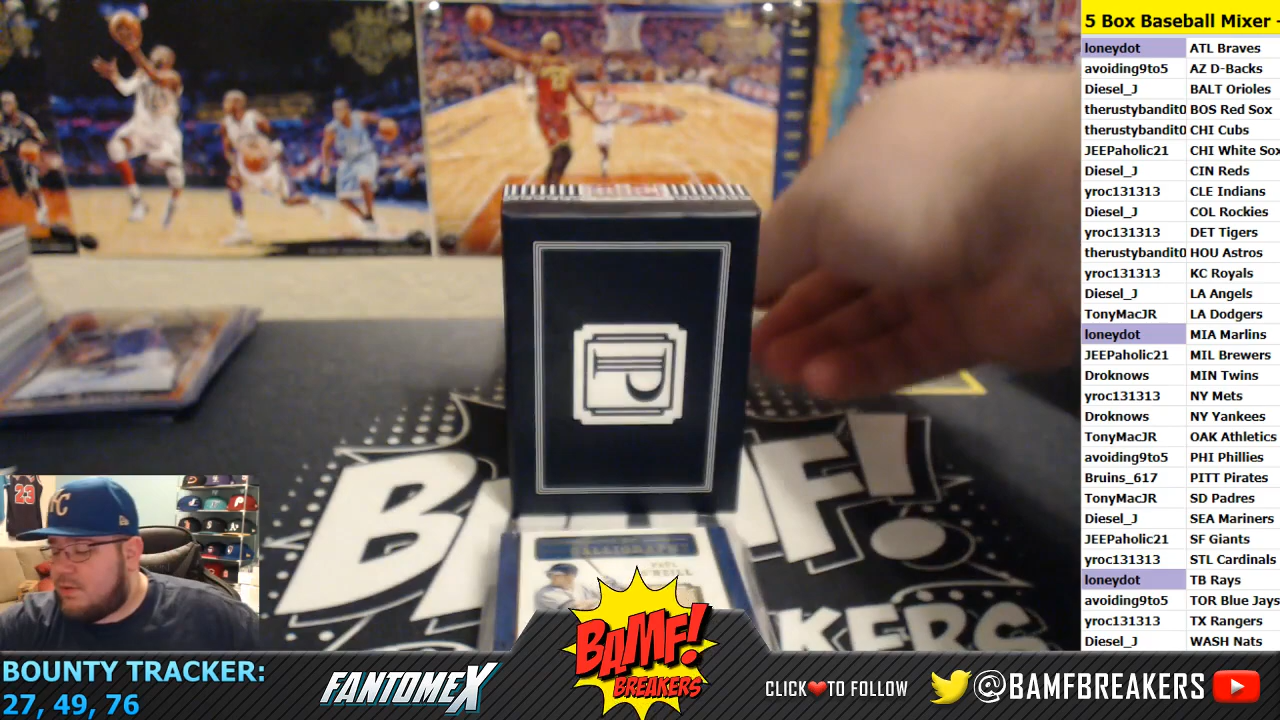 5 Box Baseball Mixer -
loneydot ATL Braves
avoiding9to5 AZ D-Backs
Diesel_J BALT Orioles
therustybandit0 BOS Red Sox
therustybandit0 CHI Cubs
JEEPaholic21 CHI White Sox
Diesel_J CIN Reds
yroc131313 CLE Indians
Diesel_J COL Rockies
yroc131313 DET Tigers
therustybandit0 HOU Astros
yroc131313 KC Royals
Diesel_J LA Angels
TonyMacJR LA Dodgers
loneydot MIA Marlins
JEEPaholic21 MIL Brewers
Droknows MIN Twins
yroc131313 NY Mets
Droknows NY Yankees
TonyMacJR OAK Athletics
avoiding9to5 PHI Phillies
Bruins_617 PITT Pirates
TonyMacJR SD Padres
Diesel_J SEA Mariners
JEEPaholic21 SF Giants
yroc131313 STL Cardinals
loneydot TB Rays
avoiding9to5 TOR Blue Jays
yroc131313 TX Rangers
Diesel_J WASH Nats
23
KC
BOUNTY TRACKER:
27, 49, 76
FANTOMEX
BAMF!
BREAKERS
CLICK❤TO FOLLOW
@BAMFBREAKERS